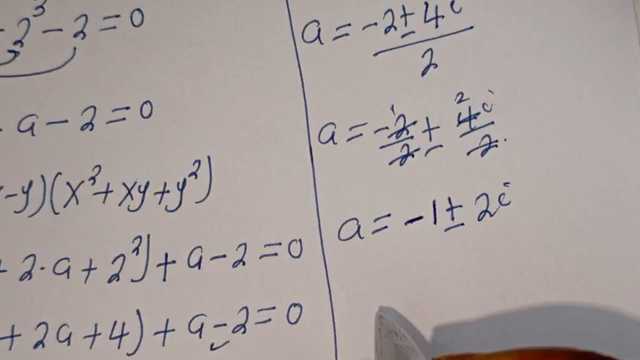 -2³ - 2 = 0
a - 2 = 0
-y)(x² + xy + y²)
2·a + 2²) + a - 2 = 0
+ 2a + 4) + a - 2 = 0
a = -2 ± 4i / 2
a = -2/2 ± 4i/2
a = -1 ± 2i